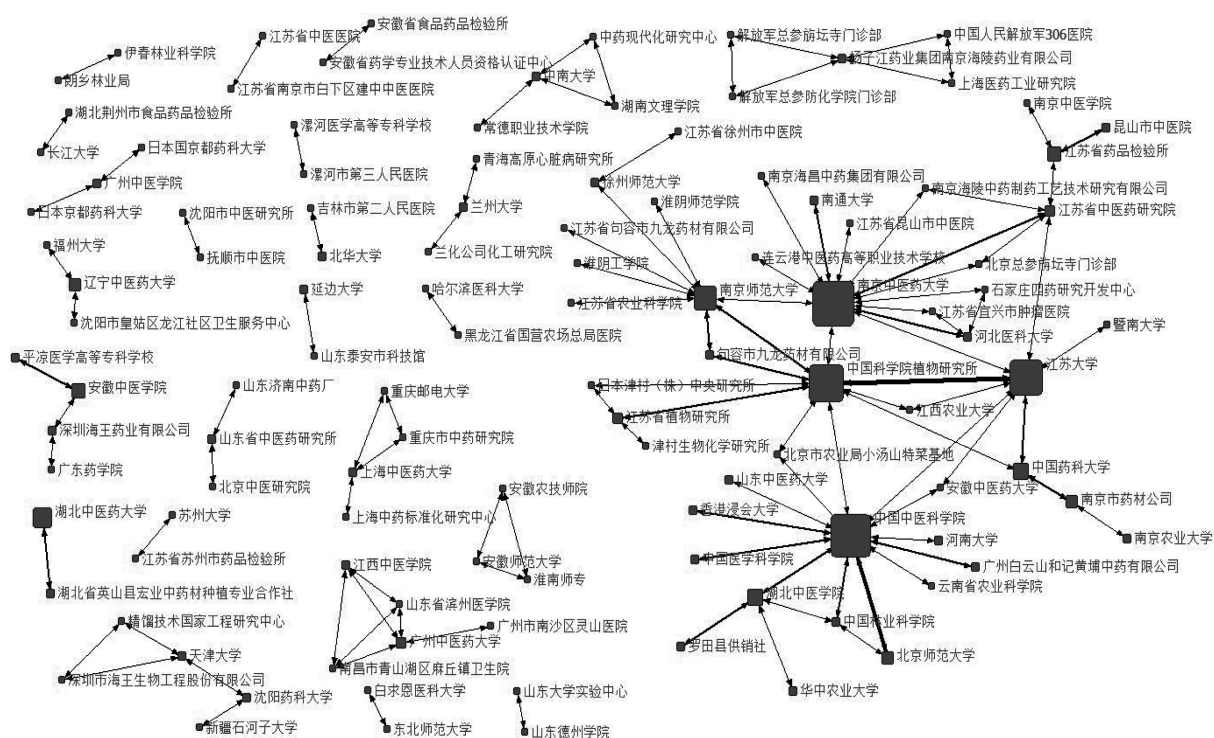 安徽省食品药品检验所
伊春林业科学院
江苏省中医医院
安徽省药学专业技术人员资格认证中心
朗乡林业局
江苏省南京市白下区建中中医医院
中药现代化研究中心
中南大学
湖南文理学院
常德职业技术学院
解放军总参旃坛寺门诊部
中国人民解放军306医院
扬子江药业集团南京海陵药业有限公司
上海医药工业研究院
解放军总参防化学院门诊部
湖北荆州市食品药品检验所
长江大学
漯河医学高等专科学校
漯河市第三人民医院
南京中医学院
昆山市中医院
江苏省药品检验所
日本国京都药科大学
广州中医学院
日本京都药科大学
青海高原心脏病研究所
兰州大学
兰化公司化工研究院
江苏省徐州市中医院
徐州师范大学
淮阴师范学院
南京海昌中药集团有限公司
南通大学
南京海陵中药制药工艺技术研究有限公司
江苏省中医药研究院
沈阳市中医研究所
抚顺市中医院
吉林市第二人民医院
北华大学
江苏省句容市九龙药材有限公司
江苏省昆山市中医院
福州大学
辽宁中医药大学
沈阳市皇姑区龙江社区卫生服务中心
淮阴工学院
连云港中医药高等职业技术学校
北京总参旃坛寺门诊部
延边大学
山东泰安市科技馆
哈尔滨医科大学
黑龙江省国营农场总局医院
江苏省农业科学院
南京师范大学
南京中医药大学
石家庄四药研究开发中心
江苏省宜兴市肿瘤医院
河北医科大学
暨南大学
平凉医学高等专科学校
安徽中医学院
深圳海王药业有限公司
广东药学院
句容市九龙药材有限公司
中国科学院植物研究所
江苏大学
山东济南中药厂
山东省中医药研究所
北京中医研究院
重庆邮电大学
重庆市中药研究院
上海中医药大学
上海中药标准化研究中心
日本津村（株）中央研究所
江苏省植物研究所
津村生物化学研究所
江西农业大学
北京市农业局小汤山特菜基地
中国药科大学
山东中医药大学
安徽中医药大学
南京市药材公司
南京农业大学
湖北中医药大学
湖北省英山县宏业中药材种植专业合作社
苏州大学
江苏省苏州市药品检验所
安徽农技师院
安徽师范大学
淮南师专
香港浸会大学
中国中医科学院
河南大学
中国医学科学院
广州白云山和记黄埔中药有限公司
云南省农业科学院
江西中医学院
山东省滨州医学院
广州市南沙区灵山医院
广州中医药大学
南昌市青山湖区麻丘镇卫生院
湖北中医学院
中国林业科学院
罗田县供销社
北京师范大学
华中农业大学
精馏技术国家工程研究中心
天津大学
深圳市海王生物工程股份有限公司
沈阳药科大学
新疆石河子大学
白求恩医科大学
东北师范大学
山东大学实验中心
山东德州学院